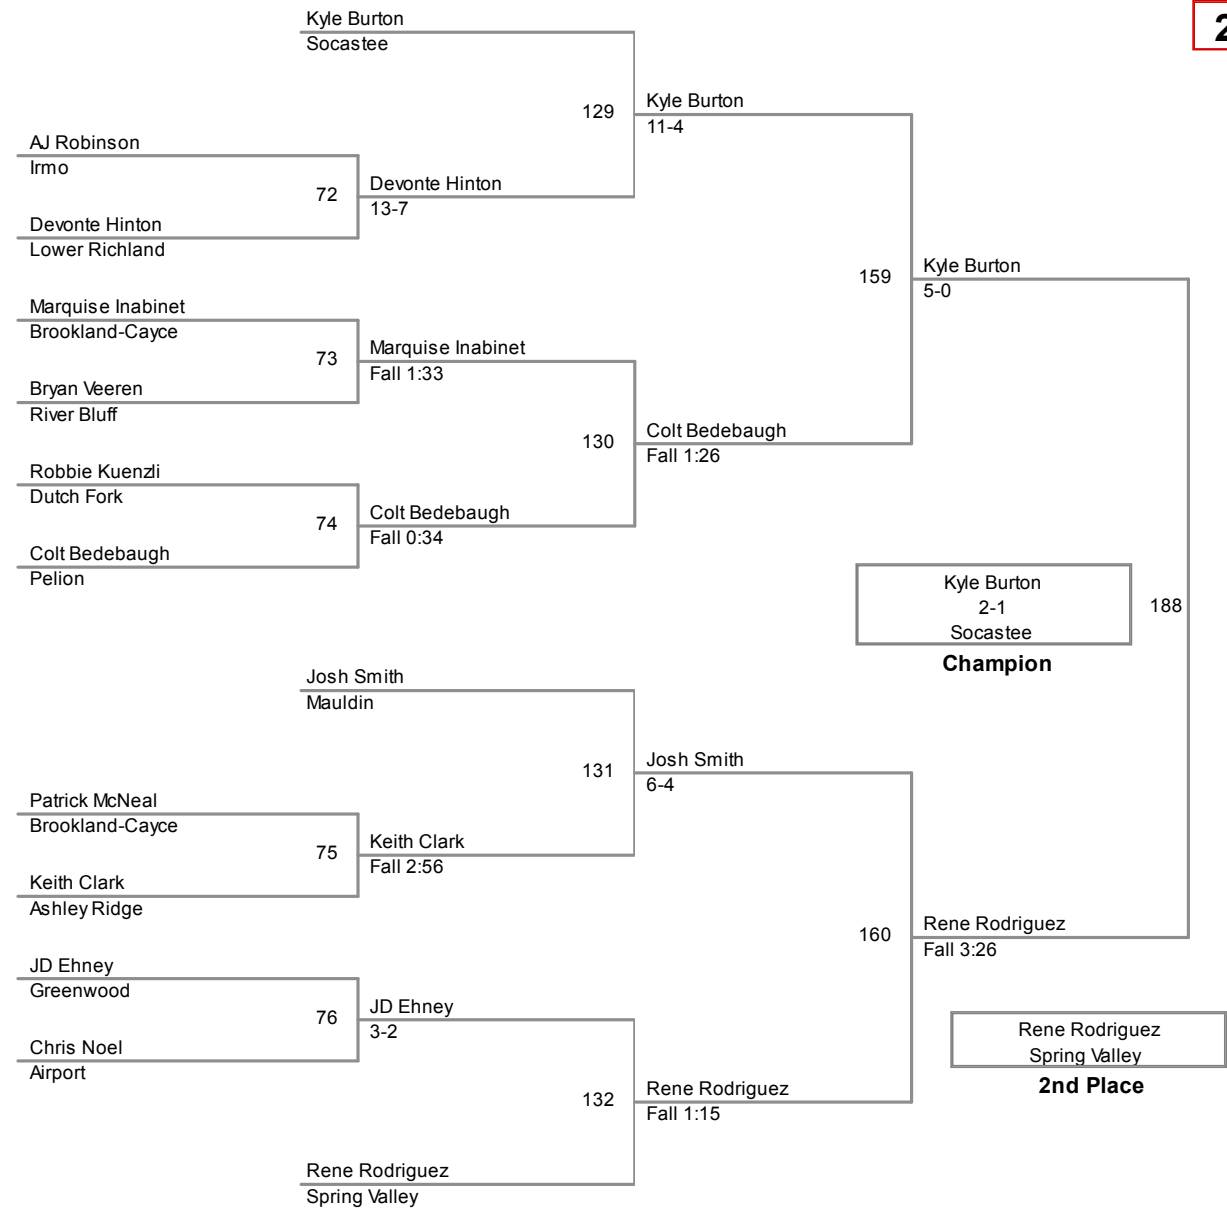 Kyle Burton
Socastee
2
129
Kyle Burton
11-4
AJ Robinson
Irmo
72
Devonte Hinton
13-7
Devonte Hinton
Lower Richland
159
Kyle Burton
5-0
Marquise Inabinet
Brookland-Cayce
73
Marquise Inabinet
Fall 1:33
Bryan Veeren
River Bluff
130
Colt Bedebaugh
Fall 1:26
Robbie Kuenzli
Dutch Fork
74
Colt Bedebaugh
Fall 0:34
Colt Bedebaugh
Pelion
Kyle Burton
2-1
Socastee
Champion
188
Josh Smith
Mauldin
131
Josh Smith
6-4
Patrick McNeal
Brookland-Cayce
75
Keith Clark
Fall 2:56
Keith Clark
Ashley Ridge
160
Rene Rodriguez
Fall 3:26
JD Ehney
Greenwood
76
JD Ehney
3-2
Chris Noel
Airport
Rene Rodriguez
Spring Valley
2nd Place
132
Rene Rodriguez
Fall 1:15
Rene Rodriguez
Spring Valley